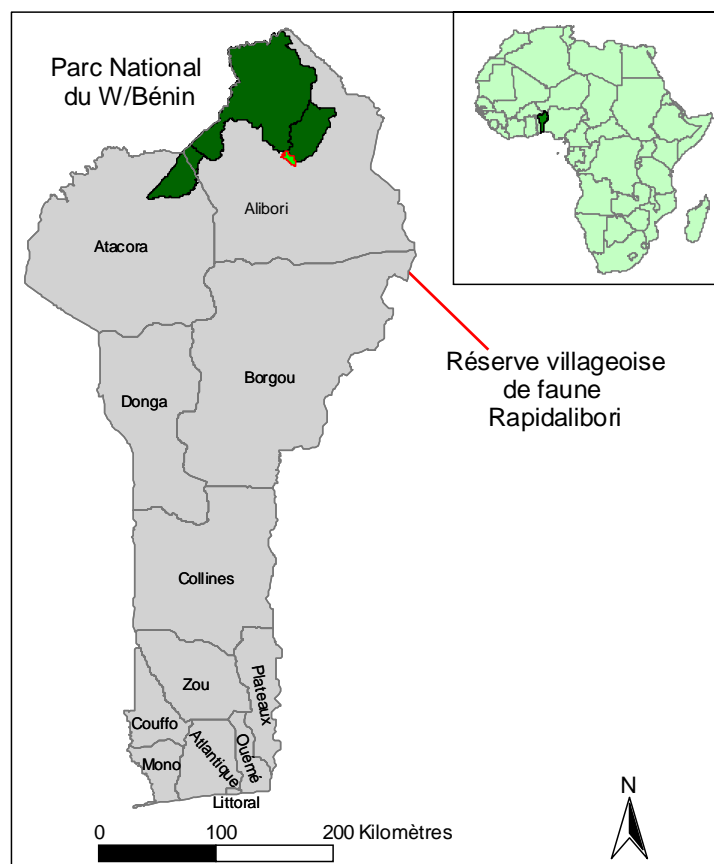 Parc National
du W/Bénin
Alibori
Atacora
Réserve villageoise
de faune
Rapidalibori
Borgou
Donga
Collines
Plateaux
Zou
Couffo
Atlantique
Ouémé
Mono
Littoral
N
0 100 200 Kilomètres